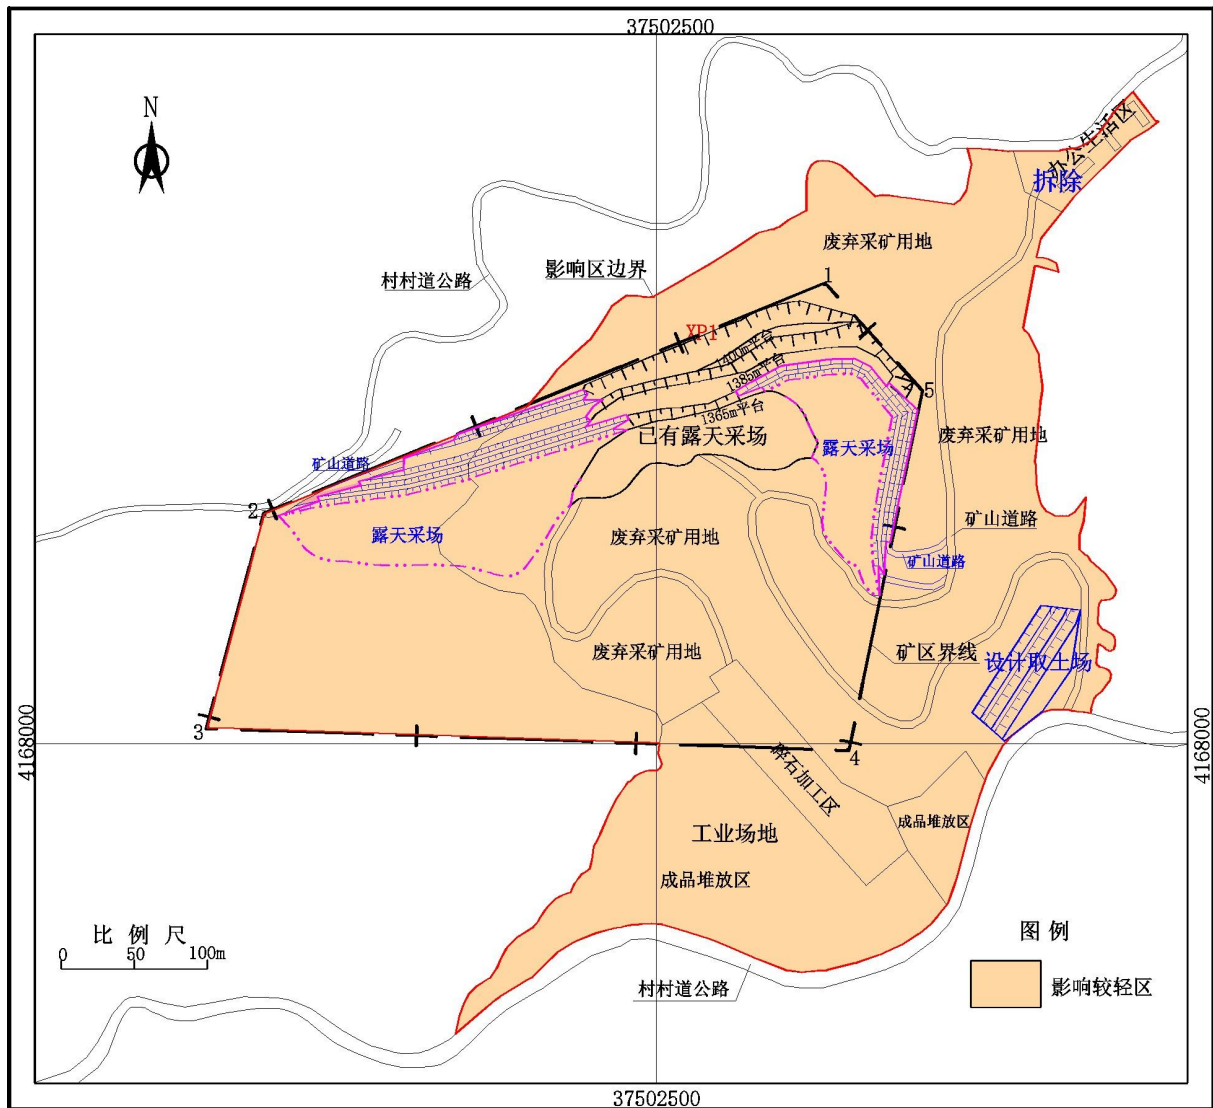 37502500
N
办公生活区
拆除
废弃采矿用地
影响区边界
村村道公路
1
XP1
1400m平台
1385m平台
5
1365m平台
已有露天采场
废弃采矿用地
露天采场
矿山道路
2
矿山道路
露天采场
废弃采矿用地
矿山道路
废弃采矿用地
矿区界线
设计取土场
3
4168000
4168000
4
碎石加工区
成品堆放区
工业场地
成品堆放区
比例尺
0 50 100m
图例
村村道公路
影响较轻区
37502500